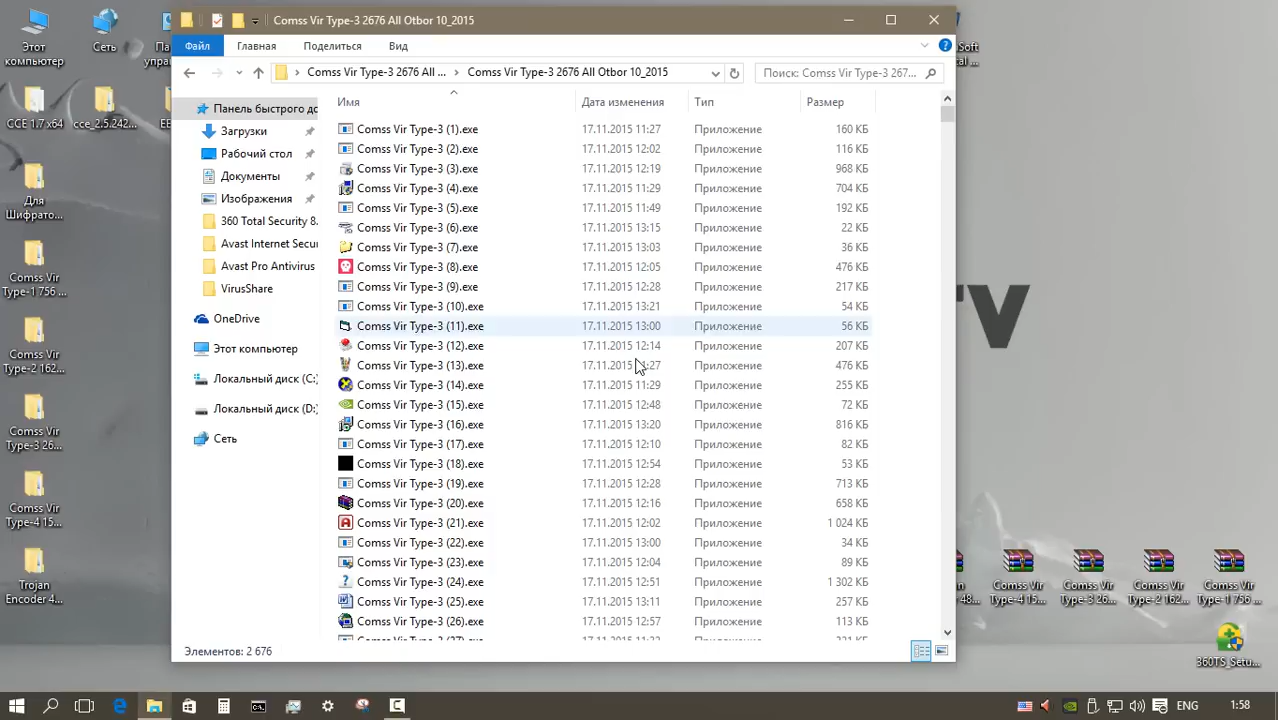 Comss Vir Type-3 2676 All Otbor 10_2015
Файл
Главная
Поделиться
Вид
Comss Vir Type-3 2676 All ...
Comss Vir Type-3 2676 All Otbor 10_2015
Поиск: Comss Vir Type-3 267...
Имя
Дата изменения
Тип
Размер
Панель быстрого до
Загрузки
Рабочий стол
Документы
Изображения
360 Total Security 8.
Avast Internet Secu
Avast Pro Antivirus
VirusShare
OneDrive
Этот компьютер
Локальный диск (C:)
Локальный диск (D:)
Сеть
Comss Vir Type-3 (1).exe 17.11.2015 11:27 Приложение 160 КБ
Comss Vir Type-3 (2).exe 17.11.2015 12:02 Приложение 116 КБ
Comss Vir Type-3 (3).exe 17.11.2015 12:19 Приложение 968 КБ
Comss Vir Type-3 (4).exe 17.11.2015 11:29 Приложение 704 КБ
Comss Vir Type-3 (5).exe 17.11.2015 11:49 Приложение 192 КБ
Comss Vir Type-3 (6).exe 17.11.2015 13:15 Приложение 22 КБ
Comss Vir Type-3 (7).exe 17.11.2015 13:03 Приложение 36 КБ
Comss Vir Type-3 (8).exe 17.11.2015 12:05 Приложение 476 КБ
Comss Vir Type-3 (9).exe 17.11.2015 12:28 Приложение 217 КБ
Comss Vir Type-3 (10).exe 17.11.2015 13:21 Приложение 54 КБ
Comss Vir Type-3 (11).exe 17.11.2015 13:00 Приложение 56 КБ
Comss Vir Type-3 (12).exe 17.11.2015 12:14 Приложение 207 КБ
Comss Vir Type-3 (13).exe 17.11.2015 Приложение 476 КБ
Comss Vir Type-3 (14).exe 17.11.2015 11:29 Приложение 255 КБ
Comss Vir Type-3 (15).exe 17.11.2015 12:48 Приложение 72 КБ
Comss Vir Type-3 (16).exe 17.11.2015 13:20 Приложение 816 КБ
Comss Vir Type-3 (17).exe 17.11.2015 12:10 Приложение 82 КБ
Comss Vir Type-3 (18).exe 17.11.2015 12:54 Приложение 53 КБ
Comss Vir Type-3 (19).exe 17.11.2015 12:28 Приложение 713 КБ
Comss Vir Type-3 (20).exe 17.11.2015 12:16 Приложение 658 КБ
Comss Vir Type-3 (21).exe 17.11.2015 12:02 Приложение 1 024 КБ
Comss Vir Type-3 (22).exe 17.11.2015 13:00 Приложение 34 КБ
Comss Vir Type-3 (23).exe 17.11.2015 12:04 Приложение 89 КБ
Comss Vir Type-3 (24).exe 17.11.2015 12:51 Приложение 1 302 КБ
Comss Vir Type-3 (25).exe 17.11.2015 13:11 Приложение 257 КБ
Comss Vir Type-3 (26).exe 17.11.2015 12:57 Приложение 113 КБ
Элементов: 2 676
Этот
компьютер
Сеть
CCE 1.7 x64
cce_2.5.242...
Для
Шифрато...
Comss Vir
Type-1 756 ...
Comss Vir
Type-2 162...
Comss Vir
Type-3 26...
Comss Vir
Type-4 15...
Trojan
Encoder 4...
TV
Comss Vir
Type-4 15...
Comss Vir
Type-3 26...
Comss Vir
Type-2 162...
Comss Vir
Type-1 756 ...
360TS_Setu...
ENG
1:58